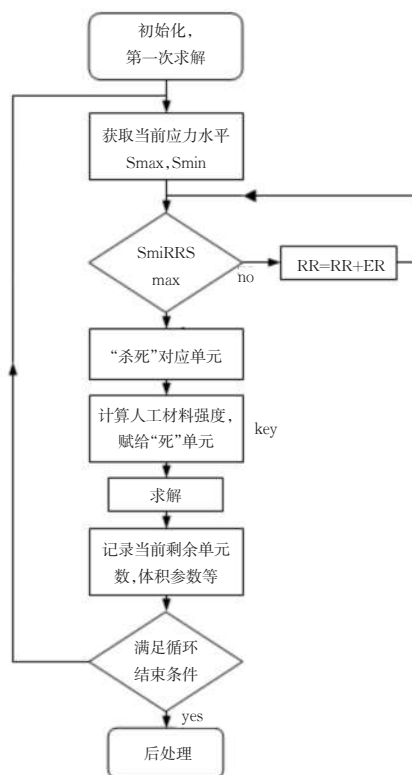 初始化，
第一次求解
获取当前应力水平
Smax,Smin
SmiRRS
max
no
RR=RR+ER
“杀死”对应单元
计算人工材料强度，
赋给“死”单元
key
求解
记录当前剩余单元
数，体积参数等
满足循环
结束条件
yes
后处理